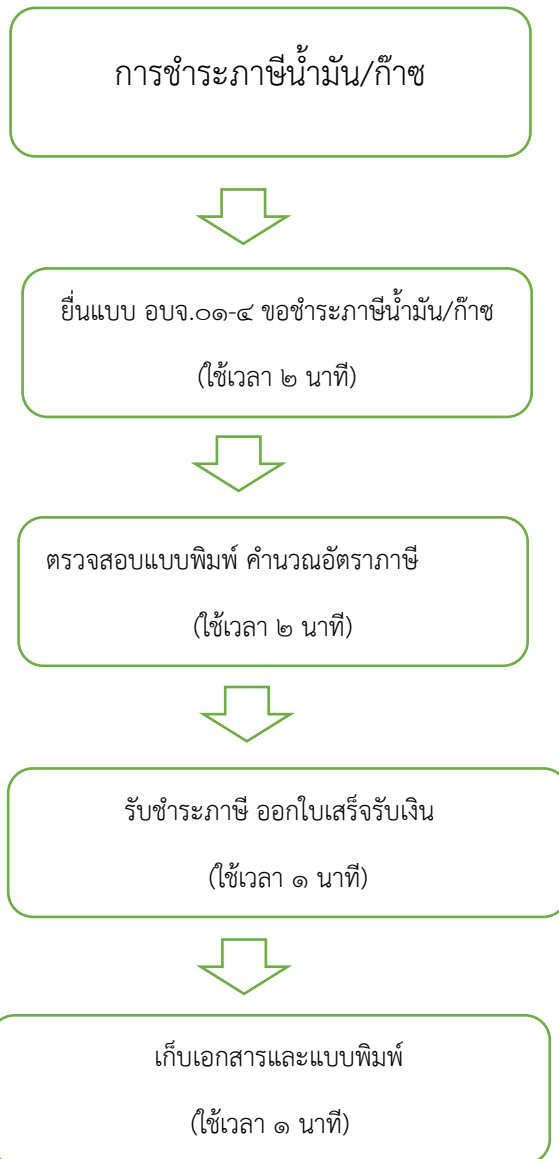 การชำระภาษีน้ำมัน/ก๊าซ
ยื่นแบบ อบจ.๐๑-๔ ขอชำระภาษีน้ำมัน/ก๊าซ
(ใช้เวลา ๒ นาที)
ตรวจสอบแบบพิมพ์ คำนวณอัตราภาษี
(ใช้เวลา ๒ นาที)
รับชำระภาษี ออกใบเสร็จรับเงิน
(ใช้เวลา ๑ นาที)
เก็บเอกสารและแบบพิมพ์
(ใช้เวลา ๑ นาที)